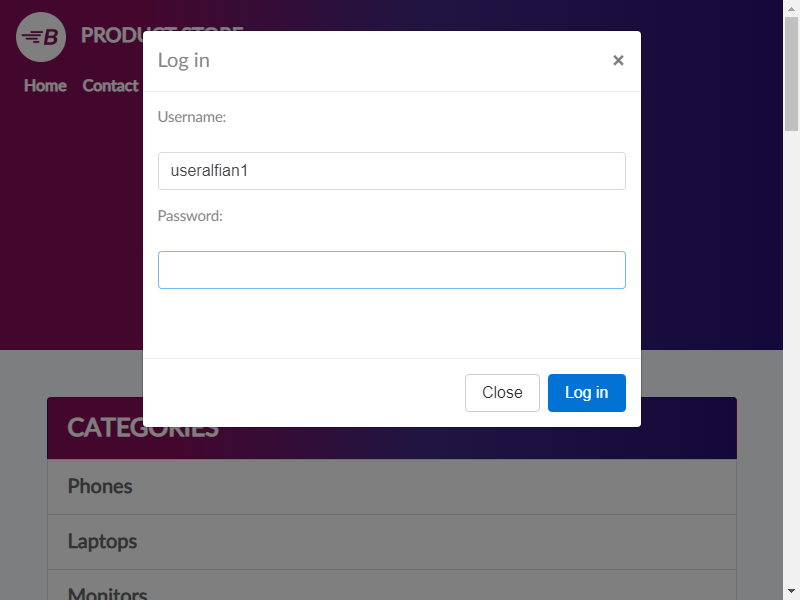 B PRODUCT STORE
Home Contact
Log in ×
Username:
useralfian1
Password:
Close Log in
CATEGORIES
Phones
Laptops
Monitors